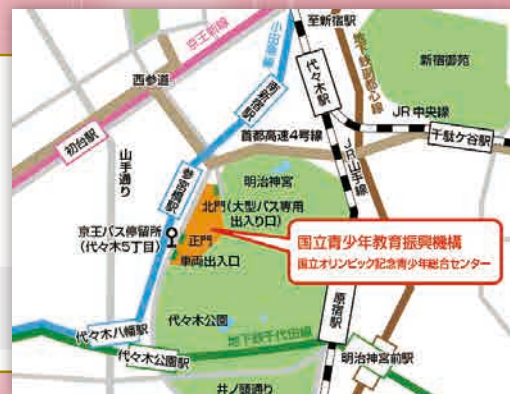 至新宿駅
京王新線
小田急線
代々木駅
地下鉄副都心線
新宿御苑
西参道
南新宿駅
JR中央線
首都高速4号線
千駄ケ谷駅
初台駅
山手通り
参宮橋駅
JR山手線
明治神宮
北門(大型バス専用
出入り口)
京王バス停留所
(代々木5丁目)
正門
車両出入口
国立青少年教育振興機構
国立オリンピック記念青少年総合センター
代々木公園
原宿駅
代々木八幡駅
代々木公園駅
地下鉄千代田線
明治神宮前駅
井ノ頭通り